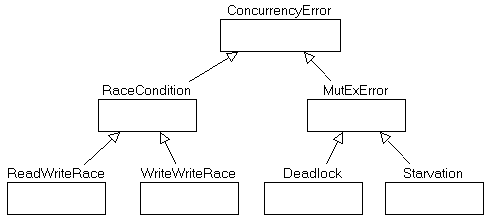 ConcurrencyError
RaceCondition
MutExError
ReadWriteRace
WriteWriteRace
Deadlock
Starvation